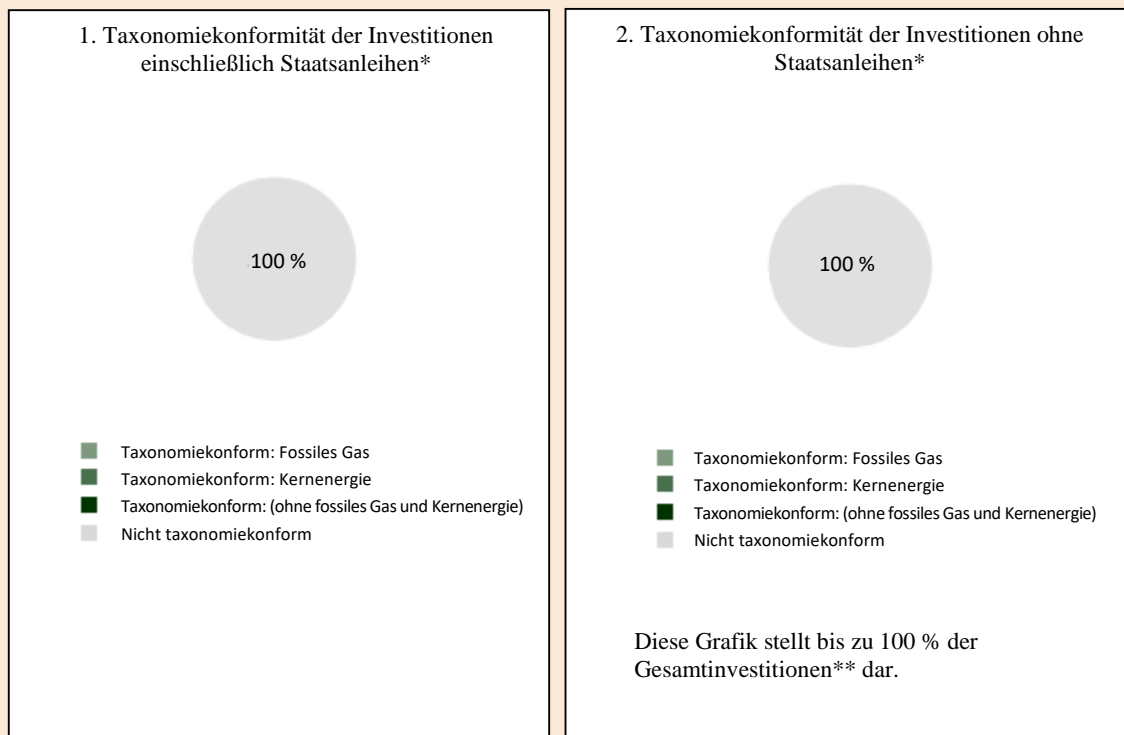 1. Taxonomiekonformität der Investitionen
einschließlich Staatsanleihen*
100 %
Taxonomiekonform: Fossiles Gas
Taxonomiekonform: Kernenergie
Taxonomiekonform: (ohne fossiles Gas und Kernenergie)
Nicht taxonomiekonform
2. Taxonomiekonformität der Investitionen ohne
Staatsanleihen*
100 %
Taxonomiekonform: Fossiles Gas
Taxonomiekonform: Kernenergie
Taxonomiekonform: (ohne fossiles Gas und Kernenergie)
Nicht taxonomiekonform
Diese Grafik stellt bis zu 100 % der
Gesamtinvestitionen** dar.